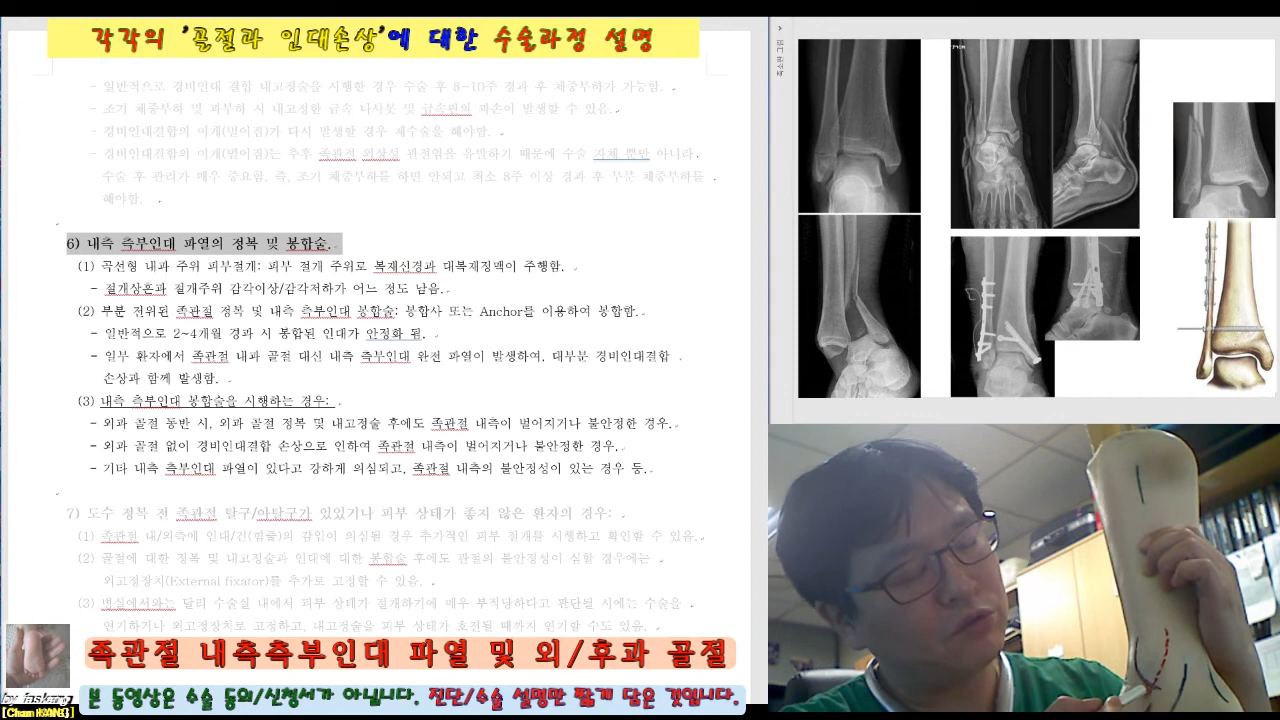 각각의 '골절과 인대손상'에 대한 수술과정 설명
- 일반적으로 경비인대 결합 내고정술을 시행한 경우 수술 후 8-10주 경과 후 체중부하가 가능함.
- 조기 체중부하 및 과부하 시 내고정한 금속 나사못 및 금속판의 파손이 발생할 수 있음.
- 경비인대결합의 이개(벌어짐)가 다시 발생할 경우 재수술을 해야함.
- 경비인대결합의 이개(벌어짐)는 추후 족관절 외상성 관절염을 유발하기 때문에 수술 자체 뿐만 아니라,
수술 후 관리가 매우 중요함. 즉, 조기 체중부하를 하면 안되고 최소 8주 이상 경과 후 부분 체중부하를
해야함.
6) 내측 측부인대 파열의 정복 및 봉합술.
(1) 곡선형 내과 주위 피부절개: 피부 절개 주위로 복재신경과 대복재정맥이 주행함.
- 절개상흔과 절개주위 감각이상/감각저하가 어느 정도 남음.
(2) 부분 전위된 족관절 정복 및 내측 측부인대 봉합술: 봉합사 또는 Anchor를 이용하여 봉합함.
- 일반적으로 2~4개월 경과 시 봉합된 인대가 안정화 됨.
- 일부 환자에서 족관절 내과 골절 대신 내측 측부인대 완전 파열이 발생하여, 대부분 경비인대결합
손상과 함께 발생함.
(3) 내측 측부인대 봉합술을 시행하는 경우:
- 외과 골절 동반 시, 외과 골절 정복 및 내고정술 후에도 족관절 내측이 벌어지거나 불안정한 경우.
- 외과 골절 없이 경비인대결합 손상으로 인하여 족관절 내측이 벌어지거나 불안정한 경우.
- 기타 내측 측부인대 파열이 있다고 강하게 의심되고, 족관절 내측의 불안정성이 있는 경우 등.
7) 도수 정복 전 족관절 탈구/아탈구가 있었거나 피부 상태가 좋지 않은 환자의 경우:
(1) 족관절 내/외측에 인대/건(힘줄)의 감입이 의심될 경우 추가적인 피부 절개를 시행하고 확인할 수 있음.
(2) 골절에 대한 정복 및 내고정술과 인대에 대한 봉합술 후에도 관절의 불안정성이 심할 경우에는
외고정장치(External fixator)를 추가로 고정할 수 있음.
(3) 병실에서와는 달리 수술실 내에서 피부 상태가 절개하기에 매우 부적당하다고 판단될 시에는 수술을
연기하거나 외고정장치로 고정하고, 내고정술을 피부 상태가 호전될 때까지 연기할 수도 있음.
족관절 내측측부인대 파열 및 외/후과 골절
본 동영상은 수술 동의/신청서가 아닙니다. 진단/수술 설명만 짧게 담은 것입니다.